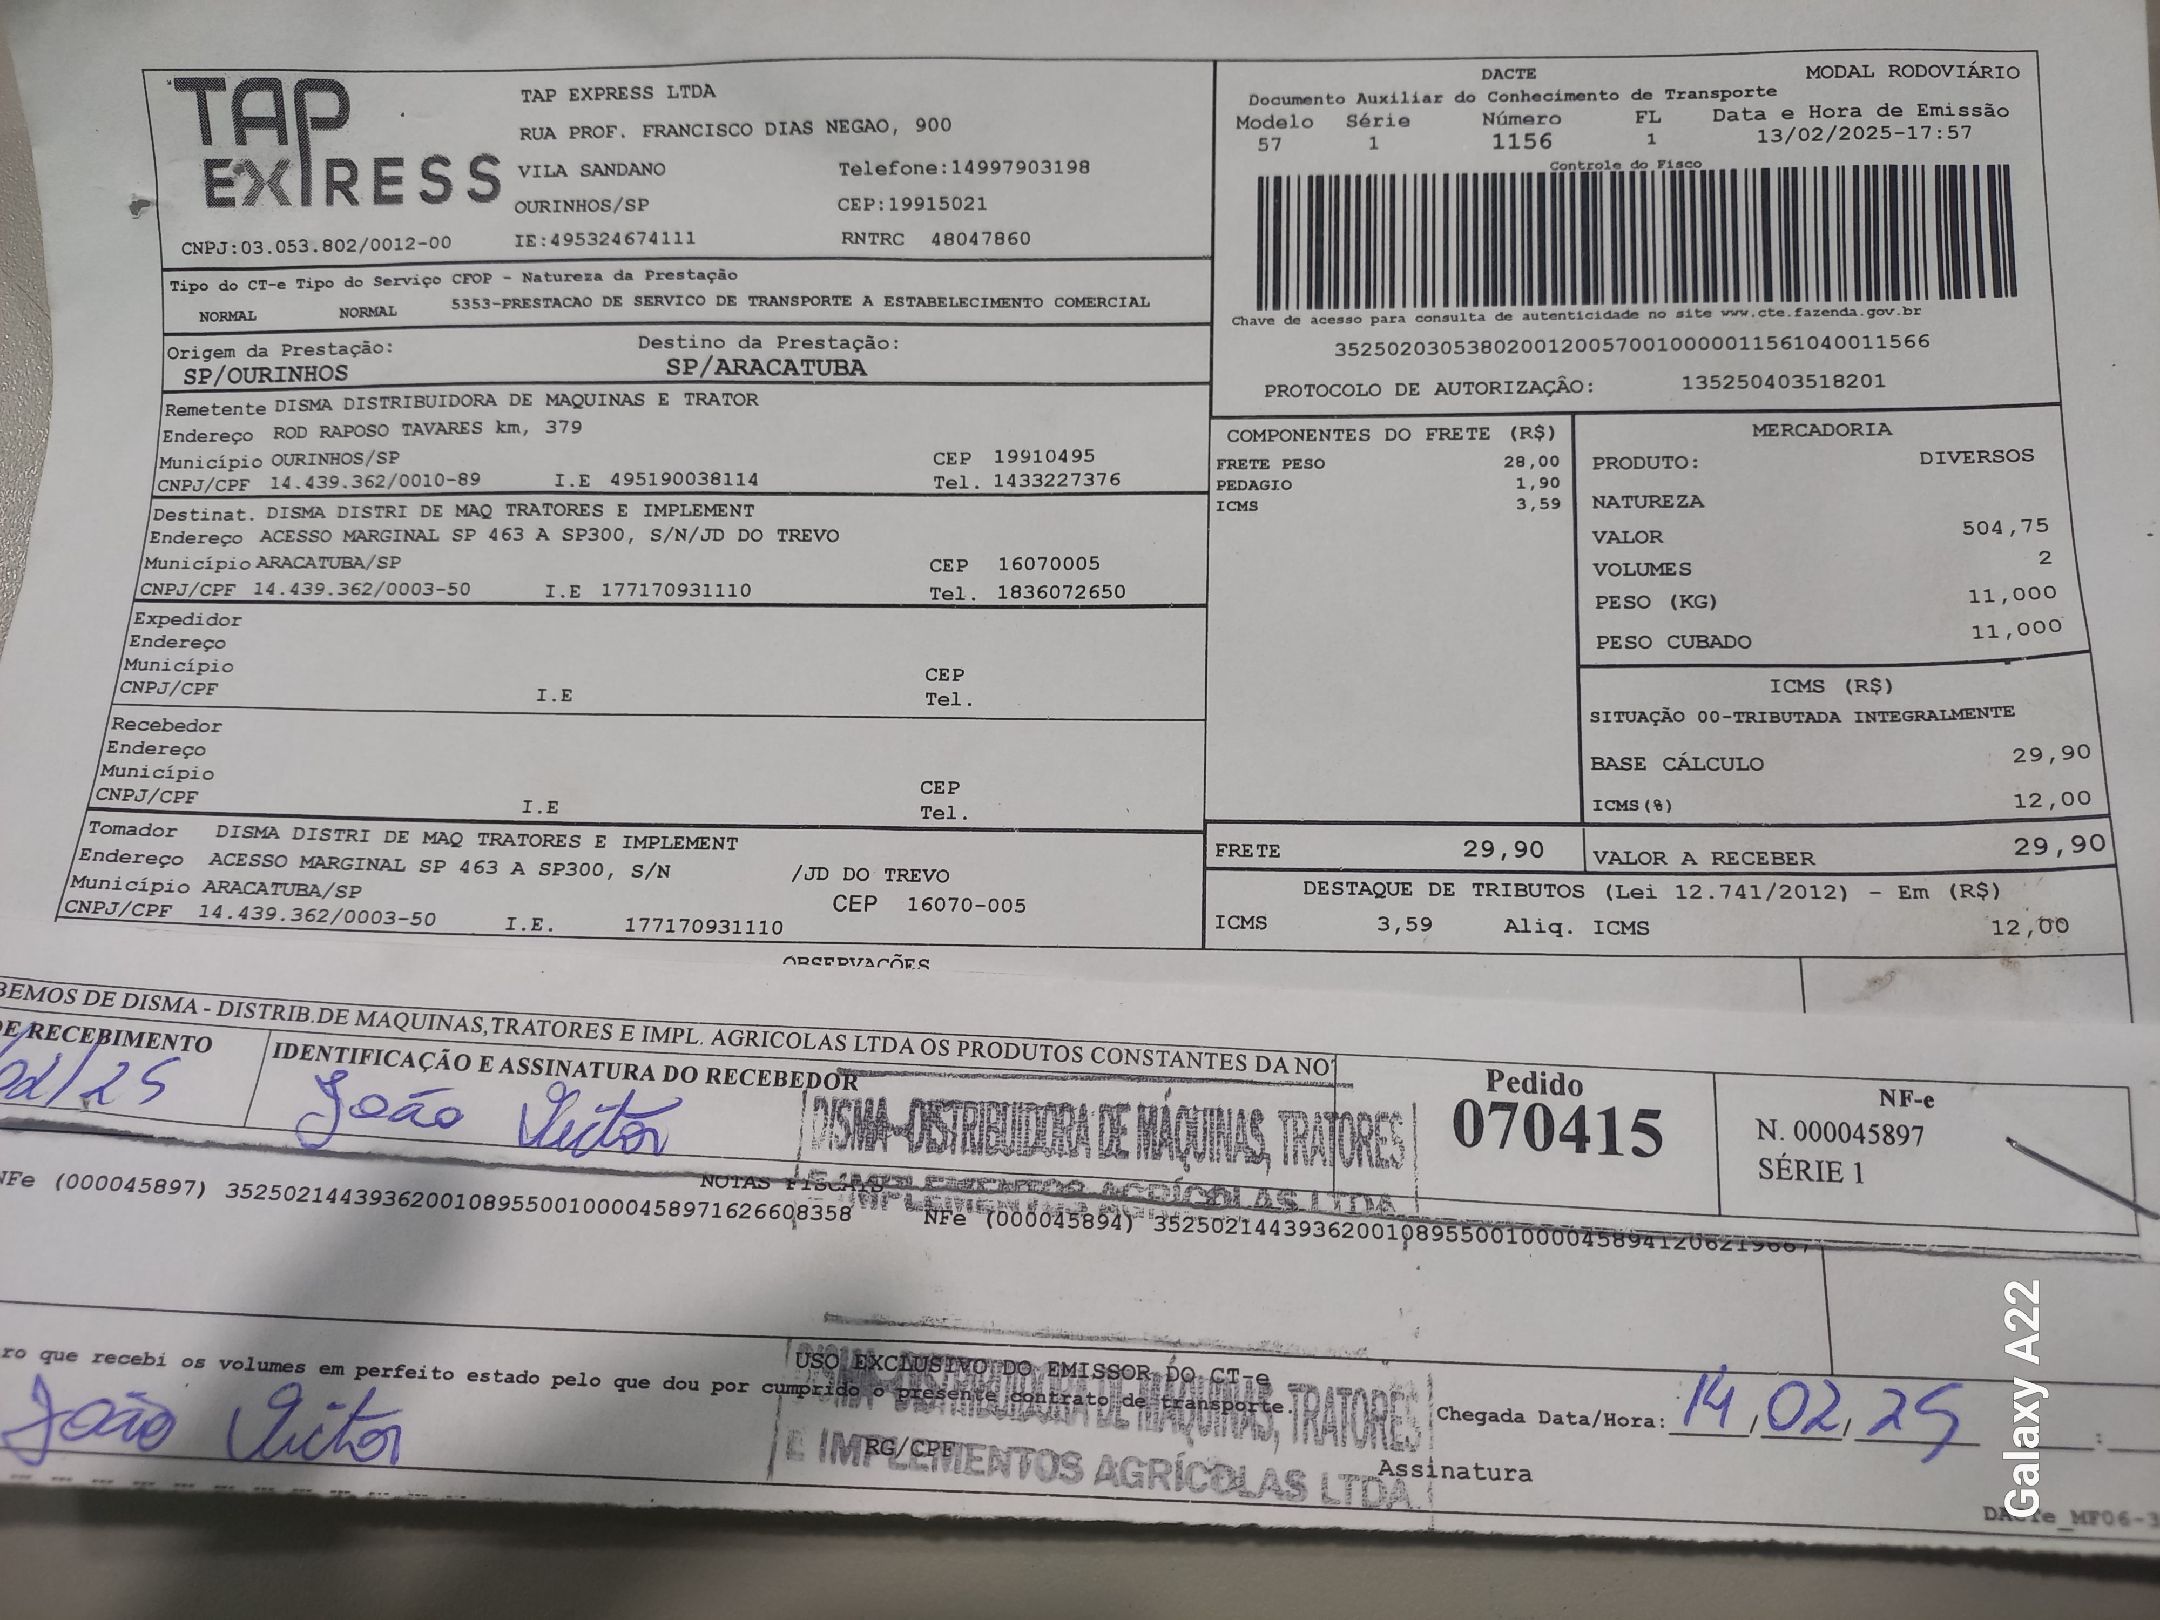 TAP EXPRESS
TAP EXPRESS LTDA
RUA PROF. FRANCISCO DIAS NEGAO, 900
VILA SANDANO Telefone:14997903198
OURINHOS/SP CEP:19915021
CNPJ:03.053.802/0012-00 IE:495324674111 RNTRC 48047860
DACTE MODAL RODOVIÁRIO
Documento Auxiliar do Conhecimento de Transporte
Modelo Série Número FL Data e Hora de Emissão
57 1 1156 1 13/02/2025-17:57
Controle do Fisco
Chave de acesso para consulta de autenticidade no site www.cte.fazenda.gov.br
35250203053802001200570010000011561040011566
PROTOCOLO DE AUTORIZAÇÃO: 135250403518201
Tipo do CT-e Tipo do Serviço CFOP - Natureza da Prestação
NORMAL NORMAL 5353-PRESTACAO DE SERVICO DE TRANSPORTE A ESTABELECIMENTO COMERCIAL
Origem da Prestação: Destino da Prestação:
SP/OURINHOS SP/ARACATUBA
Remetente DISMA DISTRIBUIDORA DE MAQUINAS E TRATOR
Endereço ROD RAPOSO TAVARES km, 379
Município OURINHOS/SP CEP 19910495
CNPJ/CPF 14.439.362/0010-89 I.E 495190038114 Tel. 1433227376
Destinat. DISMA DISTRI DE MAQ TRATORES E IMPLEMENT
Endereço ACESSO MARGINAL SP 463 A SP300, S/N/JD DO TREVO
Município ARACATUBA/SP CEP 16070005
CNPJ/CPF 14.439.362/0003-50 I.E 177170931110 Tel. 1836072650
Expedidor
Endereço
Município CEP
CNPJ/CPF I.E Tel.
Recebedor
Endereço
Município CEP
CNPJ/CPF I.E Tel.
Tomador DISMA DISTRI DE MAQ TRATORES E IMPLEMENT
Endereço ACESSO MARGINAL SP 463 A SP300, S/N /JD DO TREVO
Município ARACATUBA/SP CEP 16070-005
CNPJ/CPF 14.439.362/0003-50 I.E. 177170931110
COMPONENTES DO FRETE (R$)
FRETE PESO 28,00
PEDAGIO 1,90
ICMS 3,59
MERCADORIA
PRODUTO: DIVERSOS
NATUREZA
VALOR 504,75
VOLUMES 2
PESO (KG) 11,000
PESO CUBADO 11,000
ICMS (R$)
SITUAÇÃO 00-TRIBUTADA INTEGRALMENTE
BASE CÁLCULO 29,90
ICMS(%) 12,00
FRETE 29,90 VALOR A RECEBER 29,90
DESTAQUE DE TRIBUTOS (Lei 12.741/2012) - Em (R$)
ICMS 3,59 Aliq. ICMS 12,00
OBSERVAÇÕES
BEMOS DE DISMA - DISTRIB.DE MAQUINAS,TRATORES E IMPL. AGRICOLAS LTDA OS PRODUTOS CONSTANTES DA NO
DE RECEBIMENTO IDENTIFICAÇÃO E ASSINATURA DO RECEBEDOR
02/25 João Victor
DISMA - DISTRIBUIDORA DE MÁQUINAS, TRATORES
E IMPLEMENTOS AGRÍCOLAS LTDA
Pedido
070415
NF-e
N. 000045897
SÉRIE 1
NOTAS FISCAIS
NFe (000045897) 35250214439362001089550010000458971626608358 NFe (000045894)
USO EXCLUSIVO DO EMISSOR DO CT-e
ro que recebi os volumes em perfeito estado pelo que dou por cumprido o presente contrato de transporte.
João Victor
DISMA - DISTRIBUIDORA DE MÁQUINAS, TRATORES
E IMPLEMENTOS AGRÍCOLAS LTDA
RG/CPF
Chegada Data/Hora: 14, 02, 25 :
Assinatura
Galaxy A22